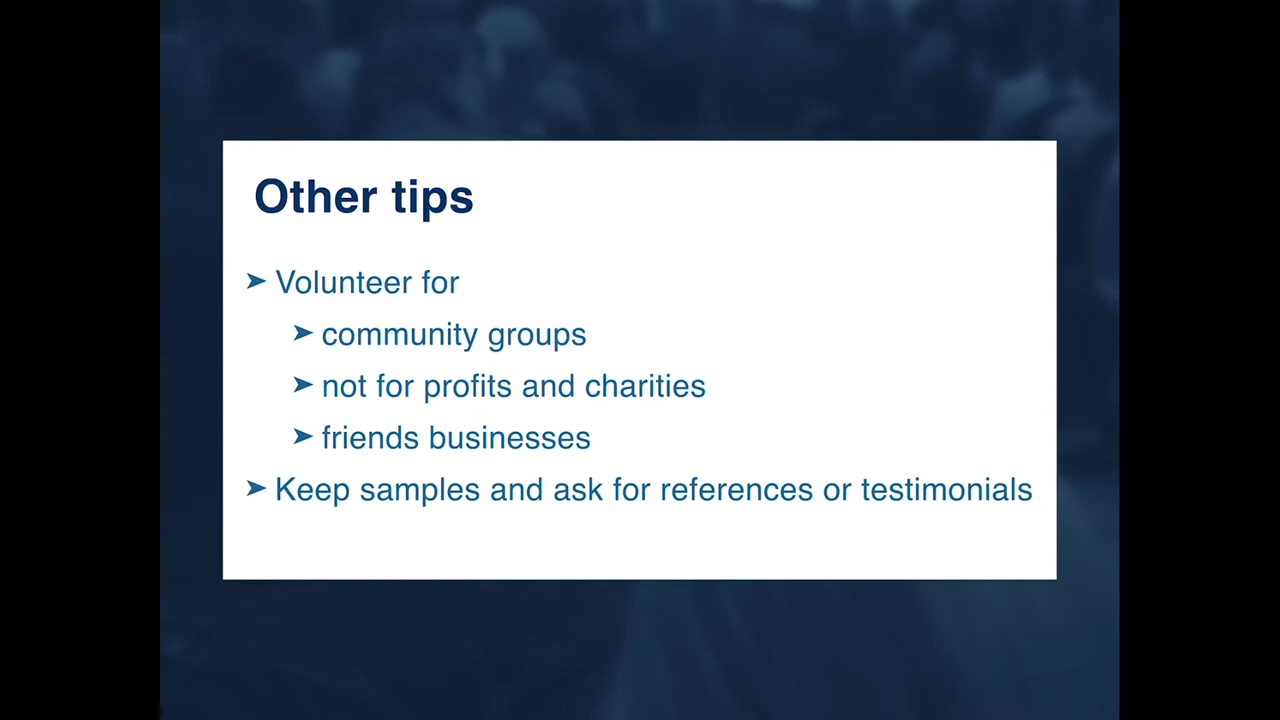 Other tips
➤ Volunteer for
➤ community groups
➤ not for profits and charities
➤ friends businesses
➤ Keep samples and ask for references or testimonials